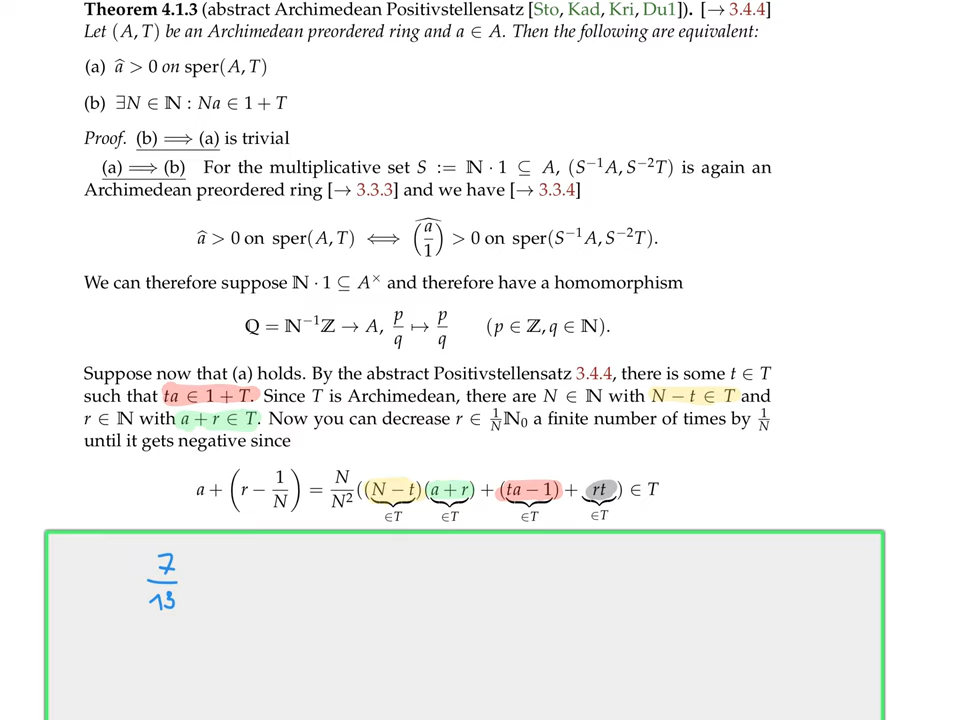 Theorem 4.1.3 (abstract Archimedean Positivstellensatz [Sto, Kad, Kri, Du1]). [→ 3.4.4]
Let (A, T) be an Archimedean preordered ring and a ∈ A. Then the following are equivalent:
(a) â > 0 on sper(A, T)
(b) ∃N ∈ ℕ : Na ∈ 1 + T
Proof. (b) ⟹ (a) is trivial
(a) ⟹ (b) For the multiplicative set S := ℕ · 1 ⊆ A, (S⁻¹A, S⁻²T) is again an
Archimedean preordered ring [→ 3.3.3] and we have [→ 3.3.4]
â > 0 on sper(A, T) ⟺ \widehat{(a/1)} > 0 on sper(S⁻¹A, S⁻²T).
We can therefore suppose ℕ · 1 ⊆ A^× and therefore have a homomorphism
ℚ = ℕ⁻¹ℤ → A, p/q ↦ p/q (p ∈ ℤ, q ∈ ℕ).
Suppose now that (a) holds. By the abstract Positivstellensatz 3.4.4, there is some t ∈ T
such that ta ∈ 1 + T. Since T is Archimedean, there are N ∈ ℕ with N − t ∈ T and
r ∈ ℕ with a + r ∈ T. Now you can decrease r ∈ 1/N ℕ₀ a finite number of times by 1/N
until it gets negative since
a + (r − 1/N) = N/N² ((N − t)(a + r) + (ta − 1) + rt) ∈ T
∈T ∈T ∈T ∈T
7/13